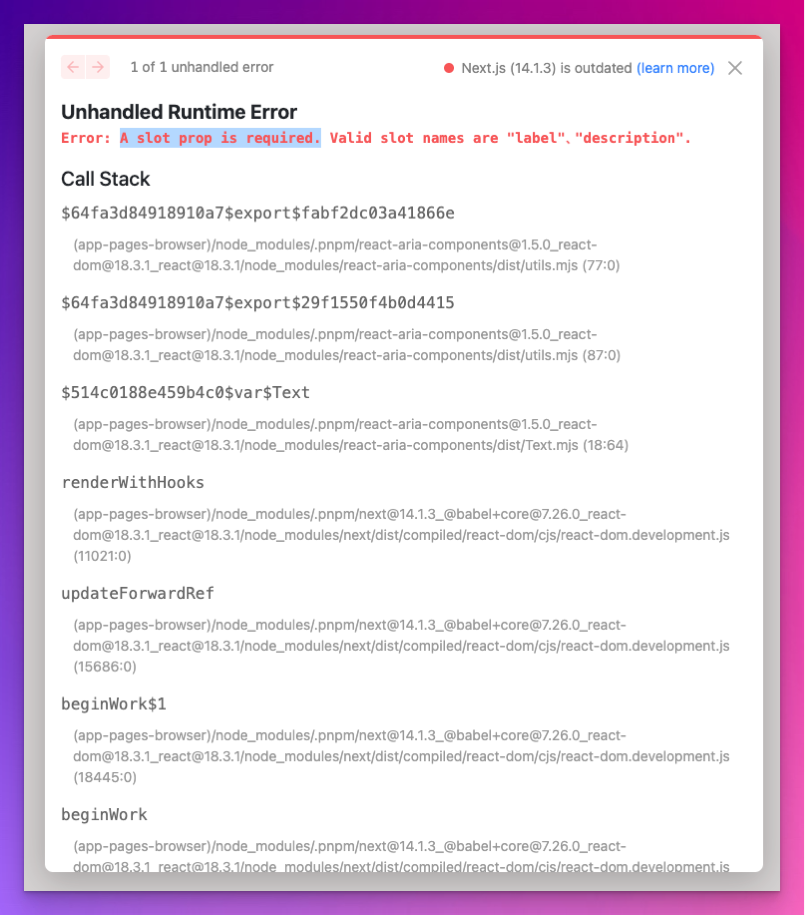 1 of 1 unhandled error
Next.js (14.1.3) is outdated (learn more)
Unhandled Runtime Error
Error: A slot prop is required. Valid slot names are "label"、"description".
Call Stack
$64fa3d84918910a7$export$fabf2dc03a41866e
(app-pages-browser)/node_modules/.pnpm/react-aria-components@1.5.0_react-
dom@18.3.1_react@18.3.1/node_modules/react-aria-components/dist/utils.mjs (77:0)
$64fa3d84918910a7$export$29f1550f4b0d4415
(app-pages-browser)/node_modules/.pnpm/react-aria-components@1.5.0_react-
dom@18.3.1_react@18.3.1/node_modules/react-aria-components/dist/utils.mjs (87:0)
$514c0188e459b4c0$var$Text
(app-pages-browser)/node_modules/.pnpm/react-aria-components@1.5.0_react-
dom@18.3.1_react@18.3.1/node_modules/react-aria-components/dist/Text.mjs (18:64)
renderWithHooks
(app-pages-browser)/node_modules/.pnpm/next@14.1.3_@babel+core@7.26.0_react-
dom@18.3.1_react@18.3.1/node_modules/next/dist/compiled/react-dom/cjs/react-dom.development.js
(11021:0)
updateForwardRef
(app-pages-browser)/node_modules/.pnpm/next@14.1.3_@babel+core@7.26.0_react-
dom@18.3.1_react@18.3.1/node_modules/next/dist/compiled/react-dom/cjs/react-dom.development.js
(15686:0)
beginWork$1
(app-pages-browser)/node_modules/.pnpm/next@14.1.3_@babel+core@7.26.0_react-
dom@18.3.1_react@18.3.1/node_modules/next/dist/compiled/react-dom/cjs/react-dom.development.js
(18445:0)
beginWork
(app-pages-browser)/node_modules/.pnpm/next@14.1.3_@babel+core@7.26.0_react-
dom@18.3.1_react@18.3.1/node_modules/next/dist/compiled/react-dom/cjs/react-dom.development.js